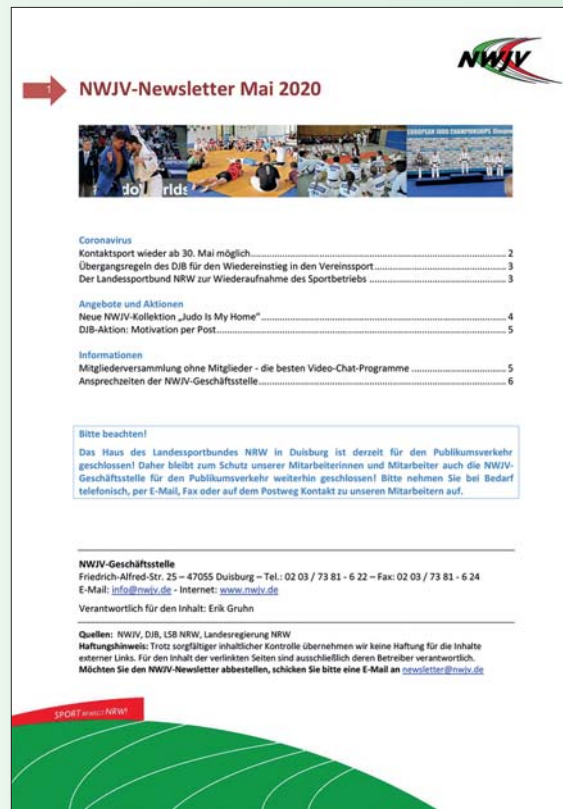 NWJV
1
NWJV-Newsletter Mai 2020
EUROPEAN JUDO CHAMPIONSHIPS
Coronavirus
Kontaktsport wieder ab 30. Mai möglich 2
Übergangsregeln des DJB für den Wiedereinstieg in den Vereinssport 3
Der Landessportbund NRW zur Wiederaufnahme des Sportbetriebs 3
Angebote und Aktionen
Neue NWJV-Kollektion „Judo Is My Home" 4
DJB-Aktion: Motivation per Post 5
Informationen
Mitgliederversammlung ohne Mitglieder - die besten Video-Chat-Programme 5
Ansprechzeiten der NWJV-Geschäftsstelle 6
Bitte beachten!
Das Haus des Landessportbundes NRW in Duisburg ist derzeit für den Publikumsverkehr
geschlossen! Daher bleibt zum Schutz unserer Mitarbeiterinnen und Mitarbeiter auch die NWJV-
Geschäftsstelle für den Publikumsverkehr weiterhin geschlossen! Bitte nehmen Sie bei Bedarf
telefonisch, per E-Mail, Fax oder auf dem Postweg Kontakt zu unseren Mitarbeitern auf.
NWJV-Geschäftsstelle
Friedrich-Alfred-Str. 25 – 47055 Duisburg – Tel.: 02 03 / 73 81 - 6 22 – Fax: 02 03 / 73 81 - 6 24
E-Mail: info@nwjv.de - Internet: www.nwjv.de
Verantwortlich für den Inhalt: Erik Gruhn
Quellen: NWJV, DJB, LSB NRW, Landesregierung NRW
Haftungshinweis: Trotz sorgfältiger inhaltlicher Kontrolle übernehmen wir keine Haftung für die Inhalte
externer Links. Für den Inhalt der verlinkten Seiten sind ausschließlich deren Betreiber verantwortlich.
Möchten Sie den NWJV-Newsletter abbestellen, schicken Sie bitte eine E-Mail an newsletter@nwjv.de
SPORT BEWEGT NRW!